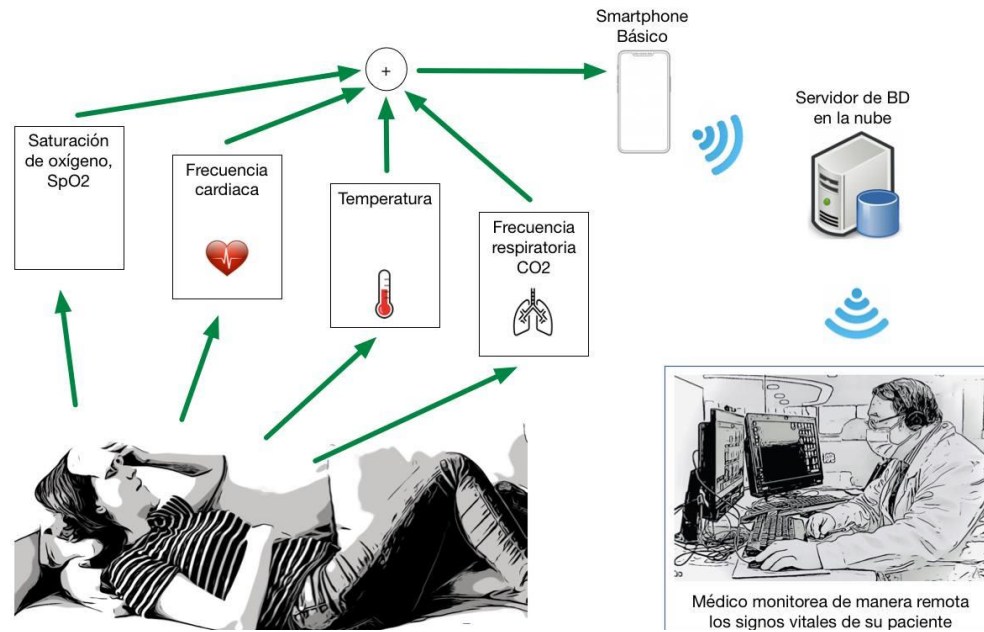 Smartphone
Básico
+
Servidor de BD
en la nube
Saturación
de oxígeno,
SpO2
Frecuencia
cardiaca
Temperatura
Frecuencia
respiratoria
CO2
Médico monitorea de manera remota
los signos vitales de su paciente